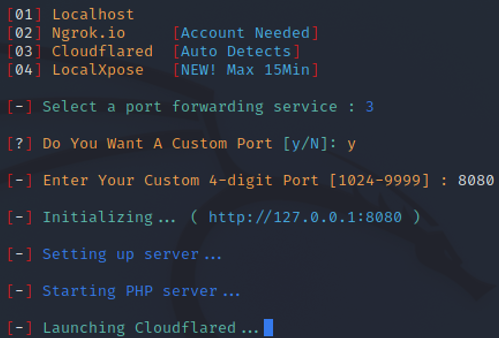 [01] Localhost
[02] Ngrok.io [Account Needed]
[03] Cloudflared [Auto Detects]
[04] LocalXpose [NEW! Max 15Min]
[-] Select a port forwarding service : 3
[?] Do You Want A Custom Port [y/N]: y
[-] Enter Your Custom 4-digit Port [1024-9999] : 8080
[-] Initializing... ( http://127.0.0.1:8080 )
[-] Setting up server...
[-] Starting PHP server...
[-] Launching Cloudflared...